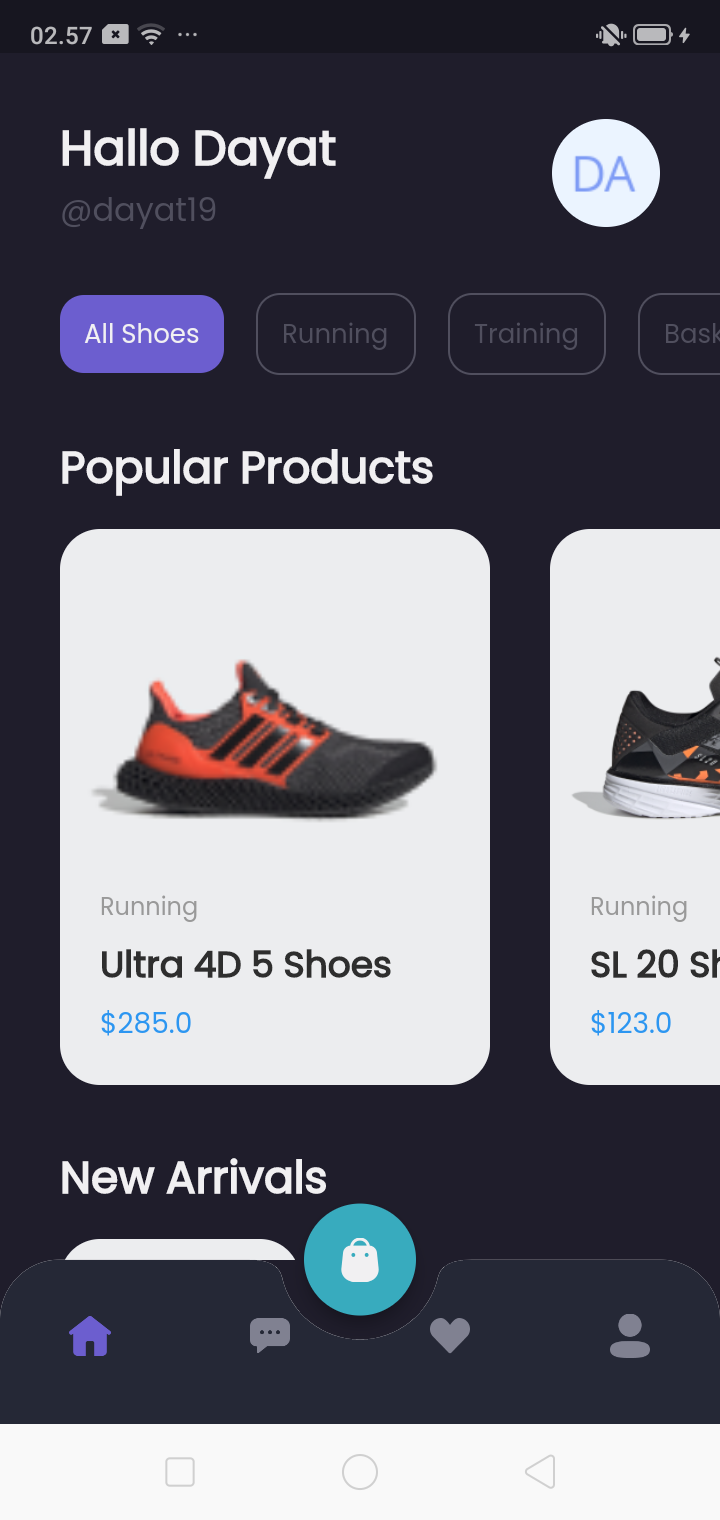 02.57
Hallo Dayat
@dayat19
DA
All Shoes
Running
Training
Bask
Popular Products
Running
Ultra 4D 5 Shoes
$285.0
Running
SL 20 Sh
$123.0
New Arrivals